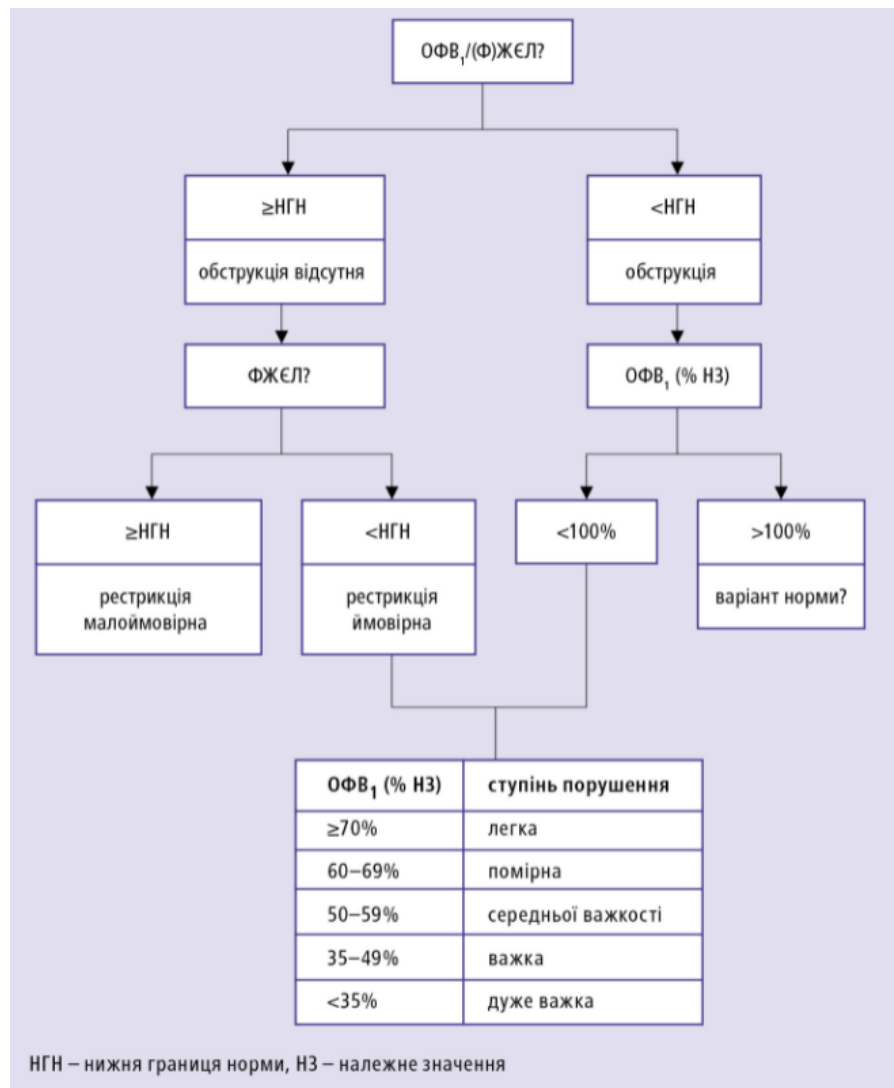 ОФВ₁/(Ф)ЖЄЛ?
≥НГН
обструкція відсутня
<НГН
обструкція
ФЖЄЛ?
ОФВ₁ (% НЗ)
≥НГН
рестрикція
малоймовірна
<НГН
рестрикція
ймовірна
<100%
>100%
варіант норми?
ОФВ₁ (% НЗ) ступінь порушення
≥70% легка
60–69% помірна
50–59% середньої важкості
35–49% важка
<35% дуже важка
НГН – нижня границя норми, НЗ – належне значення